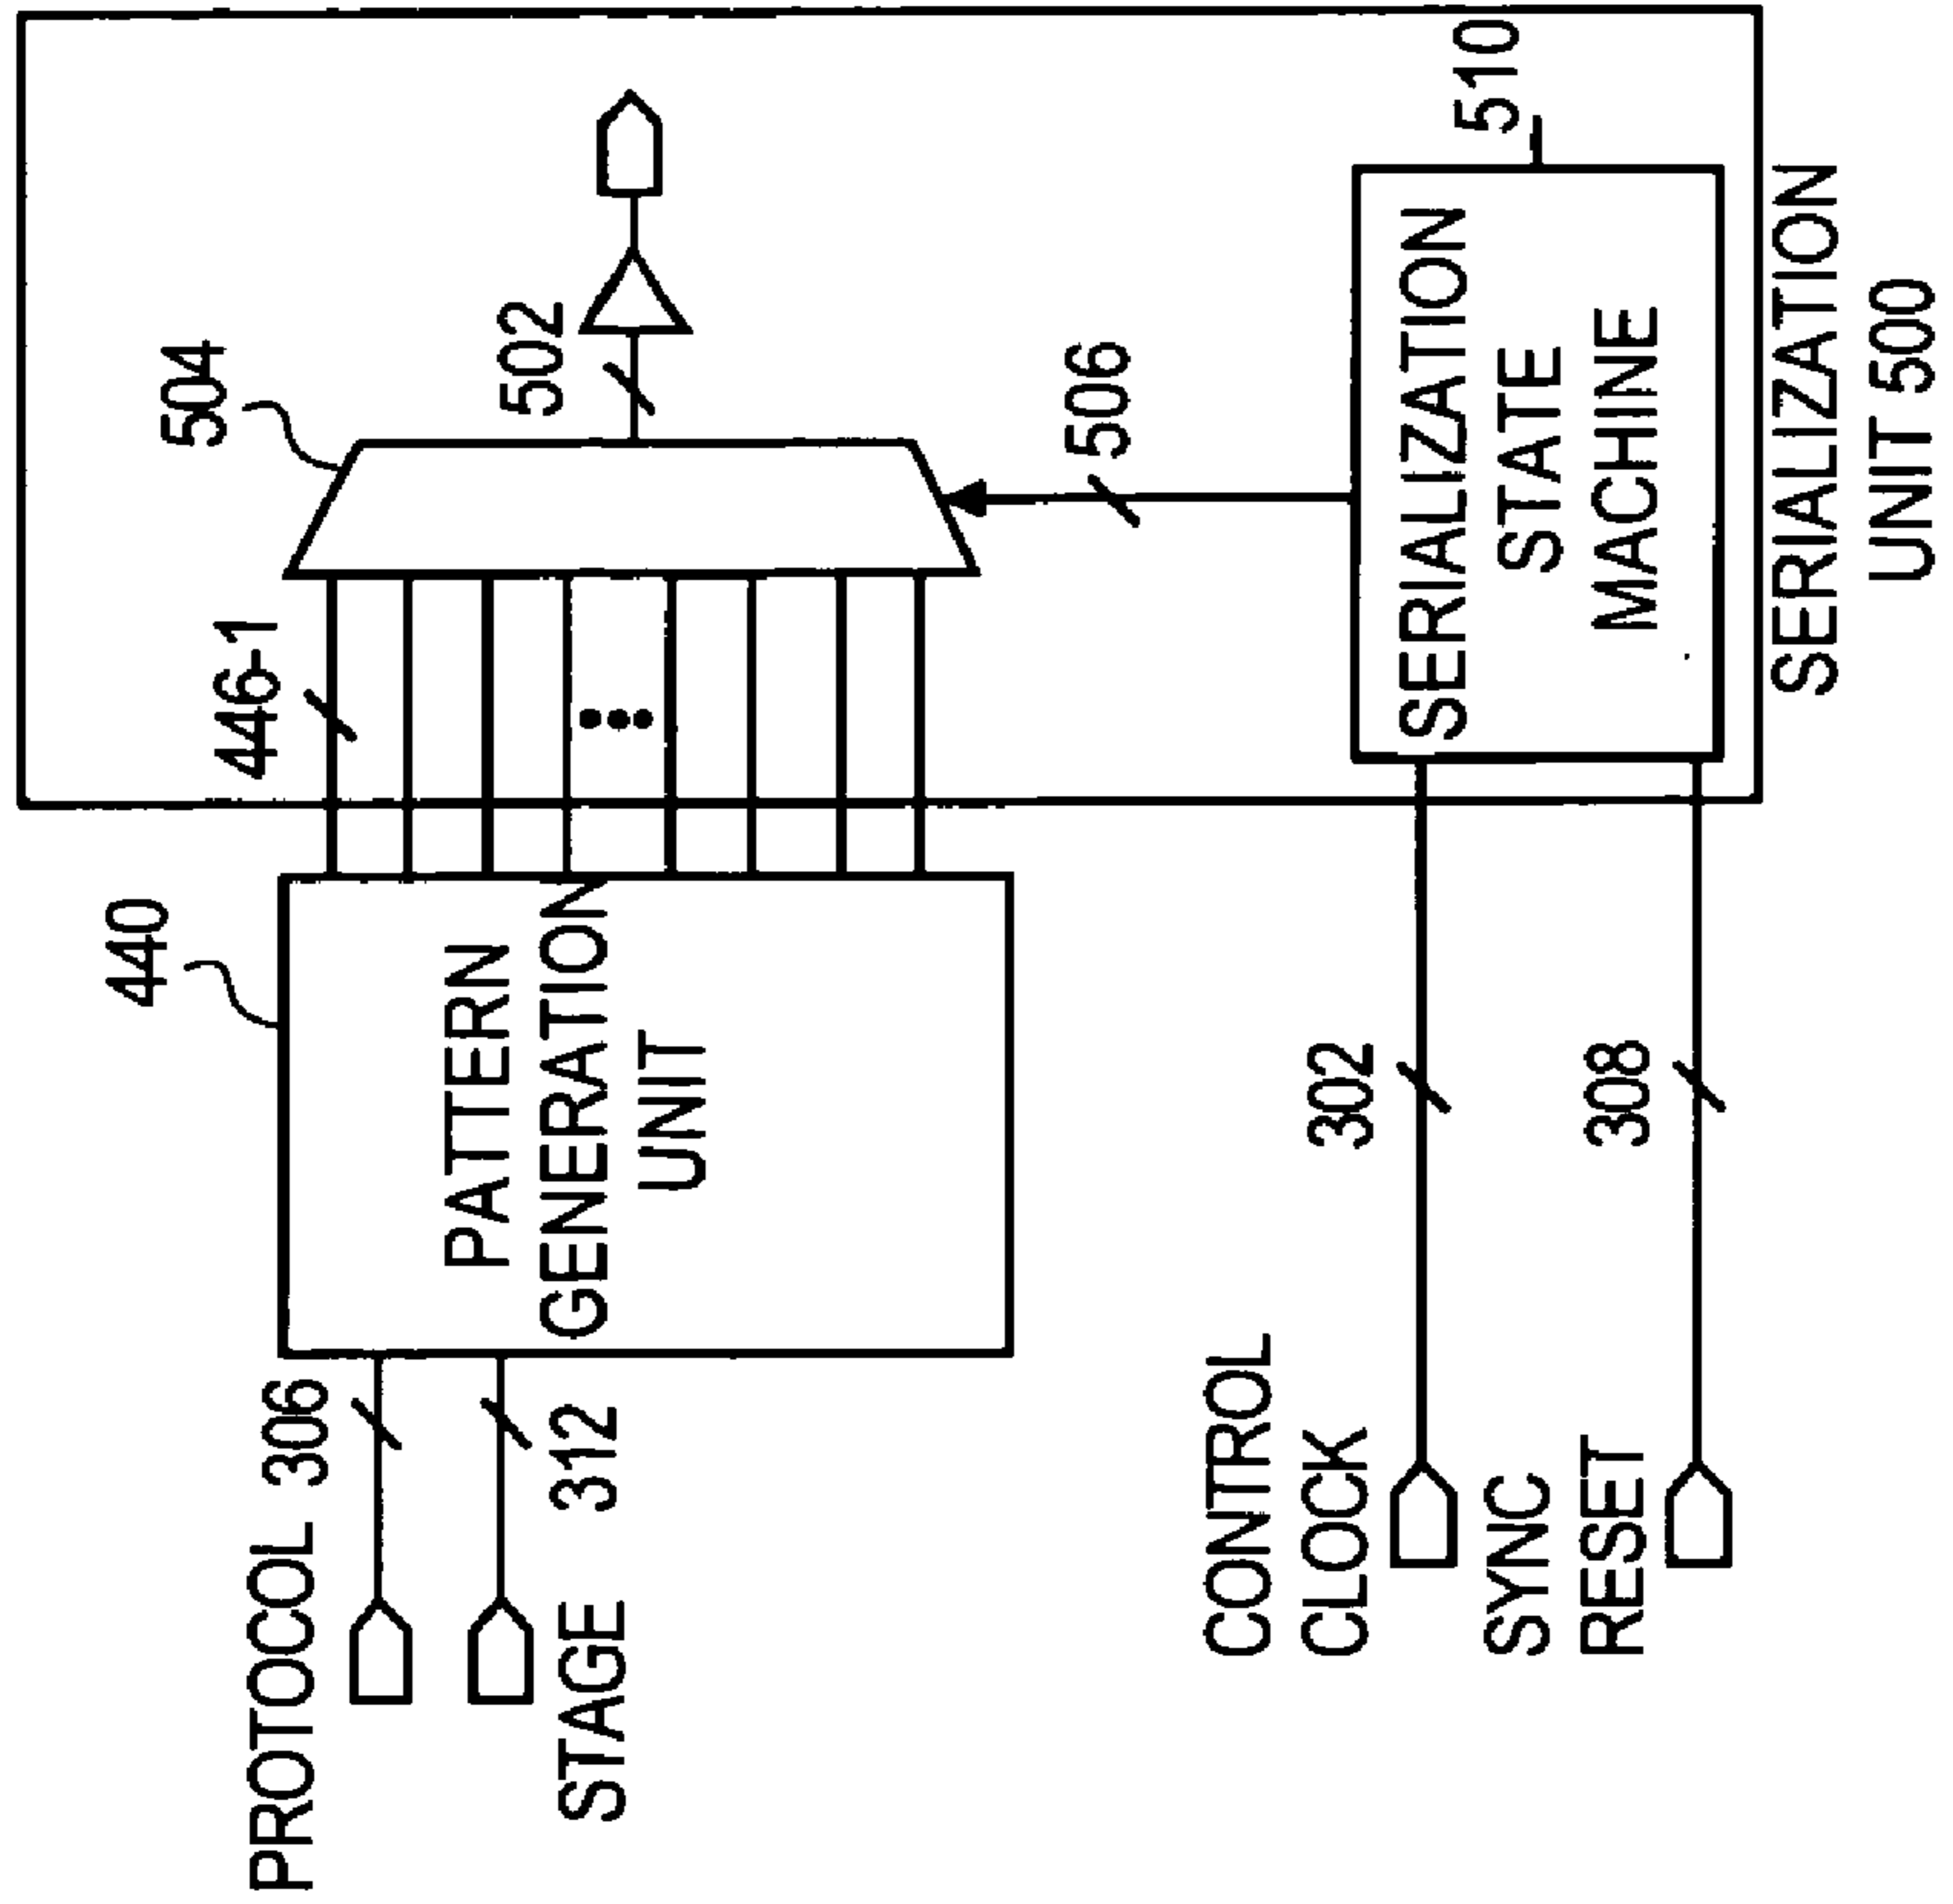 440
446-1
504
502
PROTOCOL 306
PATTERN
GENERATION
UNIT
312
STAGE
506
CONTROL
CLOCK
302
SYNC
RESET
308
SERIALIZATION
STATE
MACHINE
510
SERIALIZATION
UNIT 500